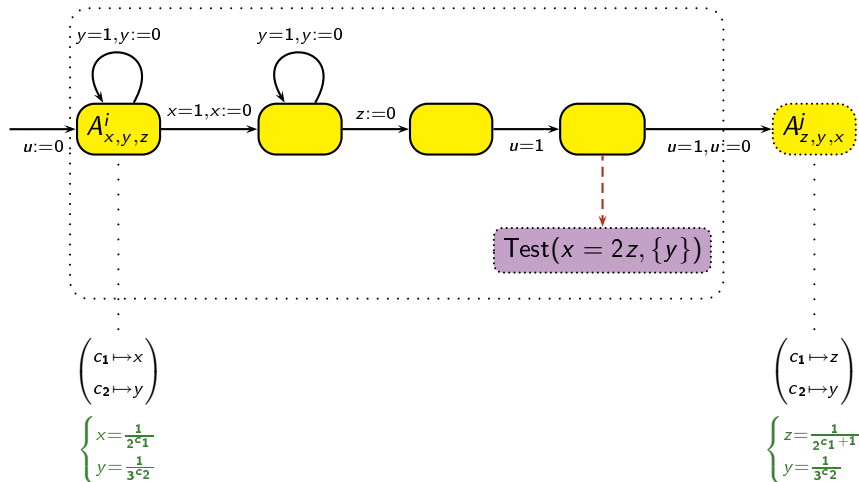 y=1,y:=0 y=1,y:=0
u:=0 A^i_{x,y,z} x=1,x:=0 z:=0 u=1 u=1,u:=0 A^j_{z,y,x}
Test(x = 2z, {y})
c₁↦x c₁↦z
c₂↦y c₂↦y
x=1/2^{c₁} z=1/2^{c₁+1}
y=1/3^{c₂} y=1/3^{c₂}